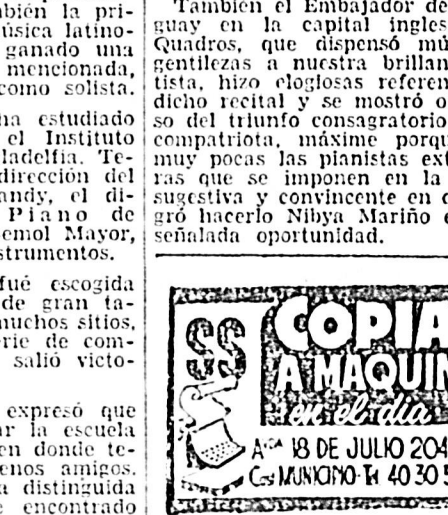 bién la pri-
úsica latino-
ganado una
mencionada,
como solista.
ha estudiado
el Instituto
ladelfia. Te-
dirección del
andy, el di-
Piano de
emol Mayor,
strumentos.
fué escogida
de gran ta-
muchos sitios,
rie de com-
salió victo-
expresó que
ar la escuela
en donde te-
enos amigos.
a distinguida
e encontrado
También el Embajador de
guay en la capital ingles
Quadros, que dispensó mu
gentilezas a nuestra brillan
tista, hizo elogiosas referen
dicho recital y se mostró o
so del triunfo consagratorio
compatriota, máxime porqu
muy pocas las pianistas ext
ras que se imponen en la
sugestiva y convincente en q
gró hacerlo Nibya Mariño e
señalada oportunidad.
SS
COPIA
A MAQUIN
en el dia
Avda 18 DE JULIO 204
MUNICIPIO-Tel 40 30 5